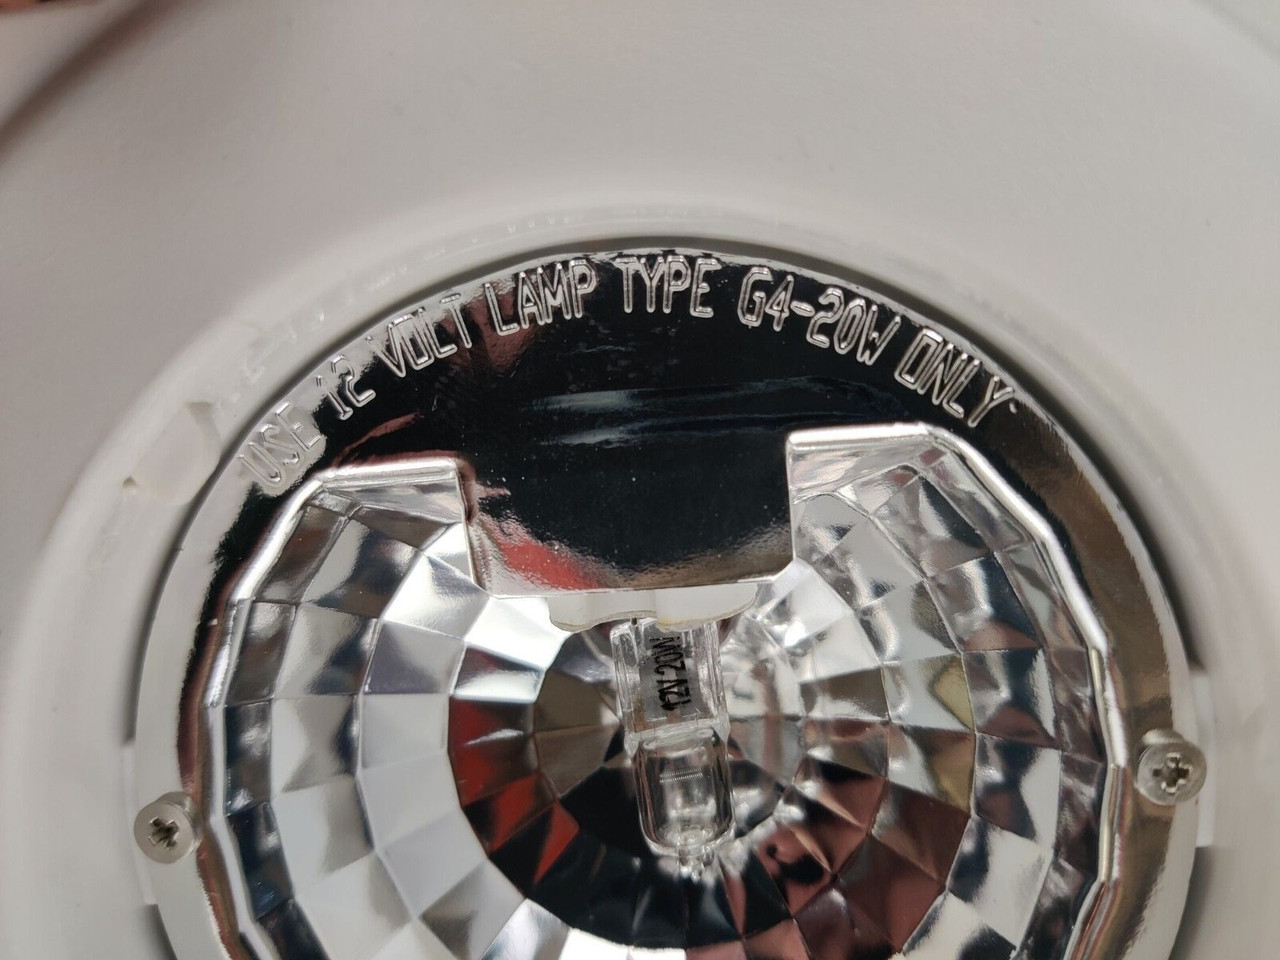 USE 12 VOLT LAMP TYPE G4-20W ONLY
12V 20W